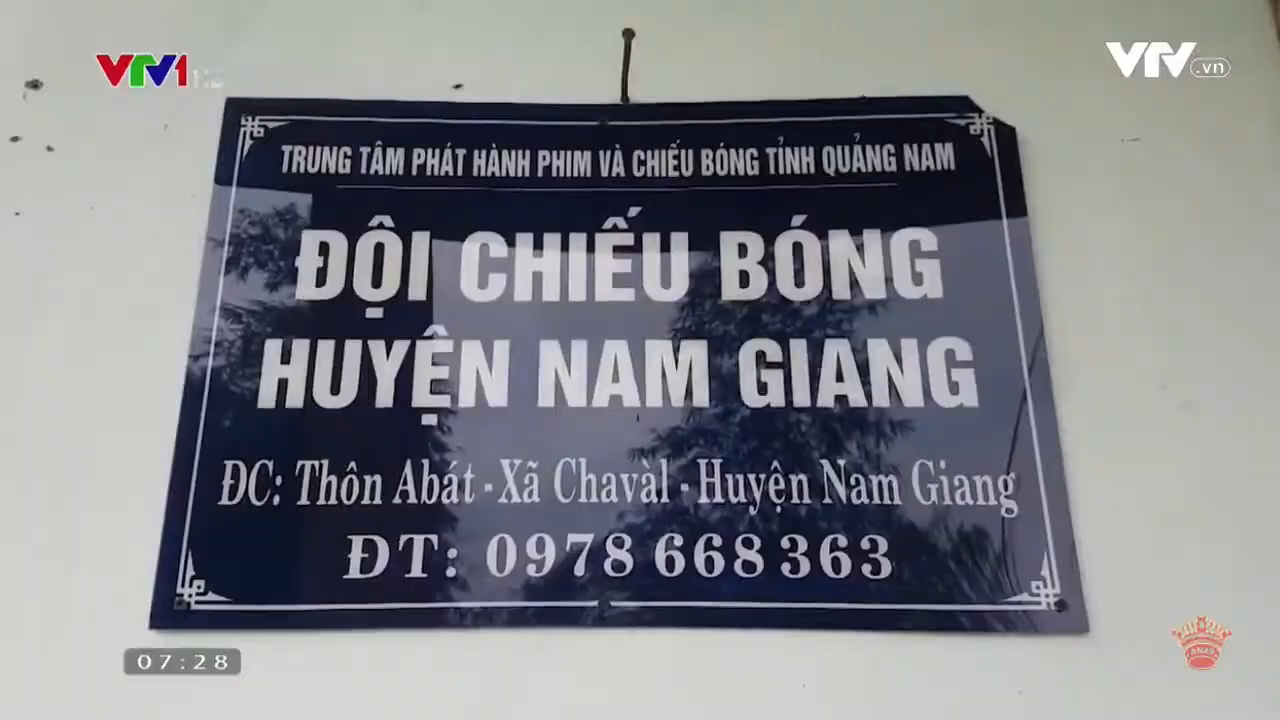 VTV1
VTV.vn
TRUNG TÂM PHÁT HÀNH PHIM VÀ CHIẾU BÓNG TỈNH QUẢNG NAM
ĐỘI CHIẾU BÓNG
HUYỆN NAM GIANG
ĐC: Thôn Abát - Xã Chavàl - Huyện Nam Giang
ĐT: 0978 668 363
07:28